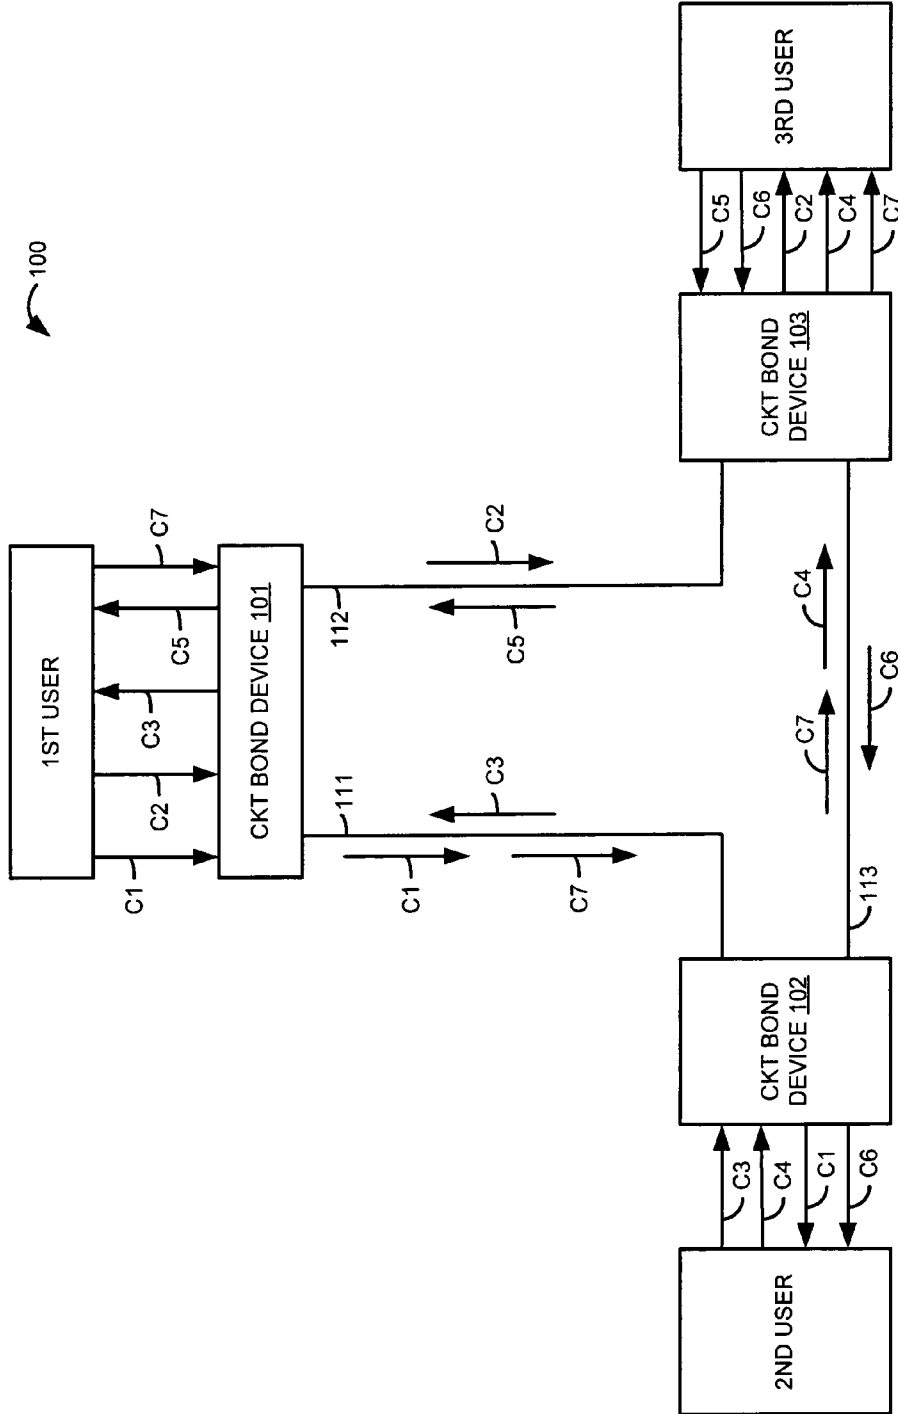 100
1ST USER
C1
C2
C3
C5
C7
CKT BOND DEVICE 101
111
112
C1
C7
C3
C5
C2
2ND USER
C3
C4
C1
C6
CKT BOND
DEVICE 102
113
C7
C4
C6
CKT BOND
DEVICE 103
C5
C6
C2
C4
C7
3RD USER